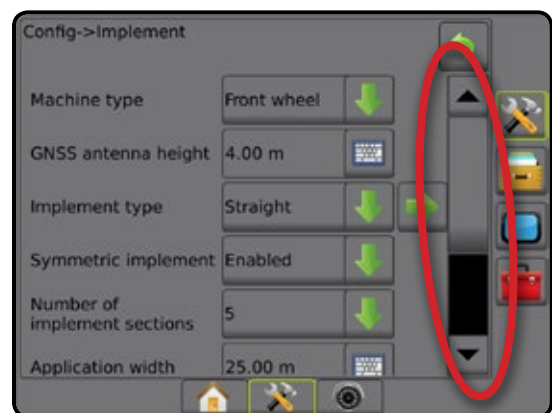 Config->Implement
Machine type Front wheel
GNSS antenna height 4.00 m
Implement type Straight
Symmetric implement Enabled
Number of
implement sections 5
Application width 25.00 m